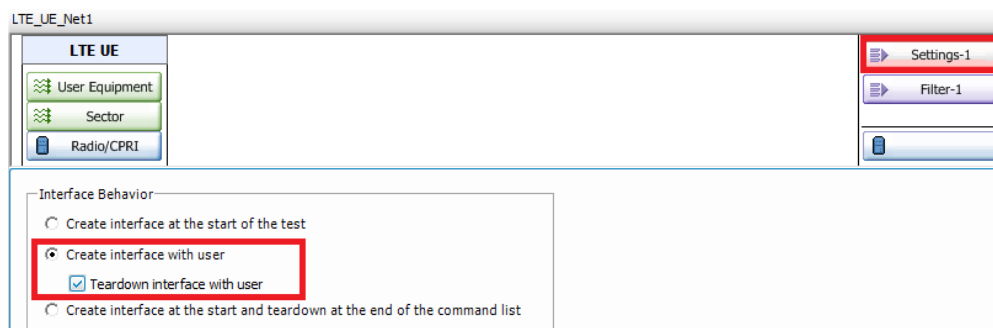 LTE_UE_Net1
LTE UE
User Equipment
Sector
Radio/CPRI
Settings-1
Filter-1
Interface Behavior
Create interface at the start of the test
Create interface with user
Teardown interface with user
Create interface at the start and teardown at the end of the command list